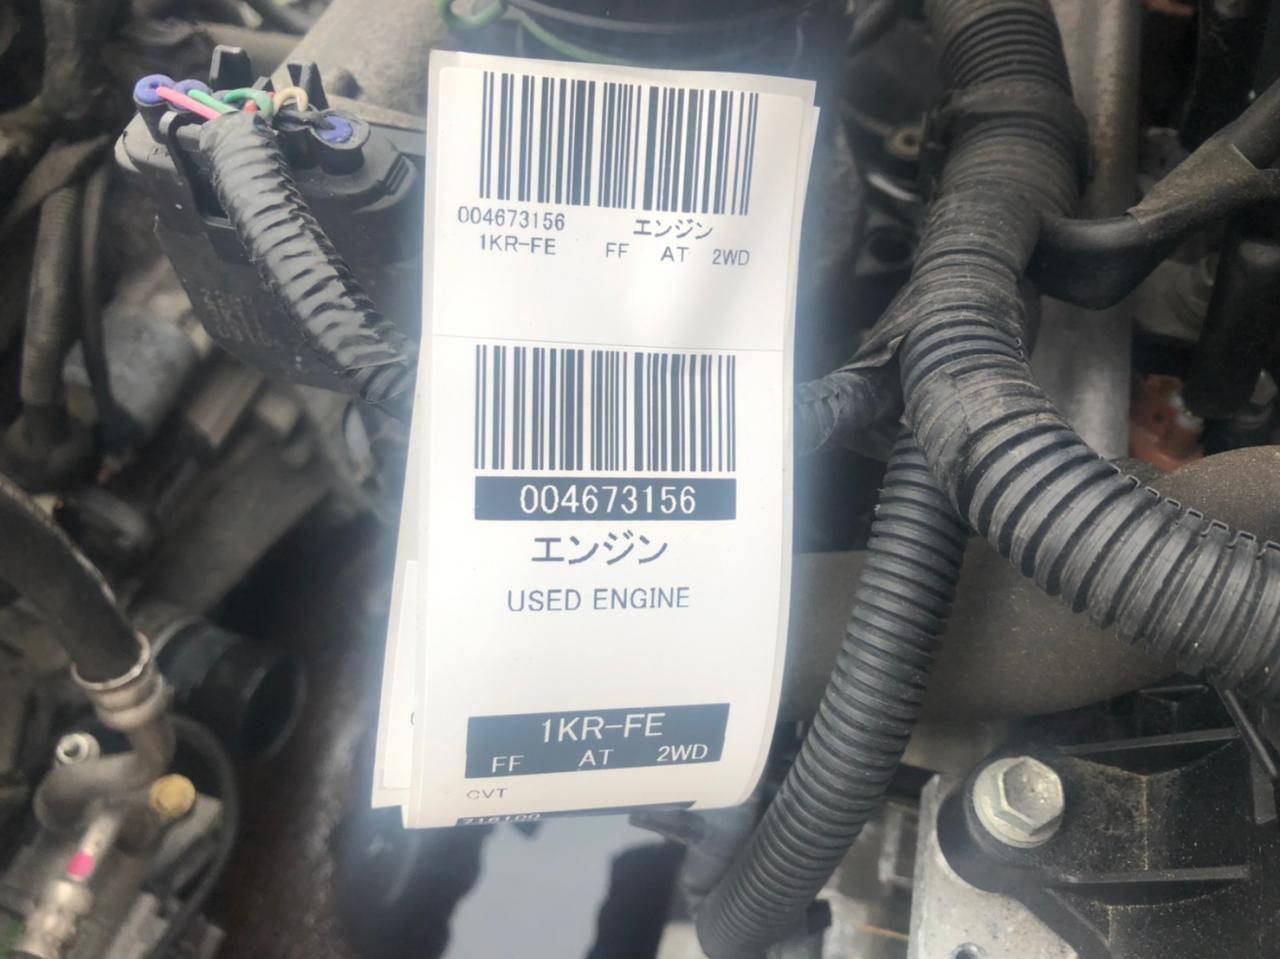 004673156 エンジン
1KR-FE FF AT 2WD
004673156
エンジン
USED ENGINE
1KR-FE
FF AT 2WD
CVT